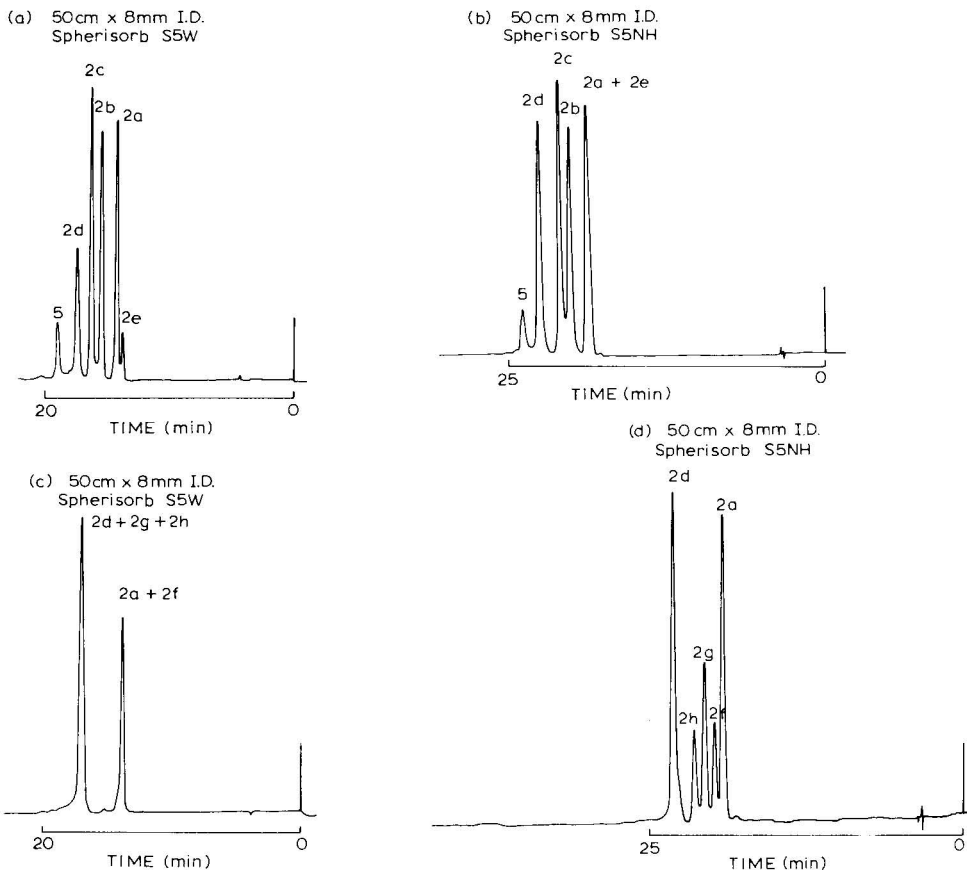 (a) 50cm x 8mm I.D.
Spherisorb S5W
2c
2b
2a
2d
5
2e
20
0
TIME (min)
(b) 50cm x 8mm I.D.
Spherisorb S5NH
2c
2a + 2e
2d
2b
5
25
0
TIME (min)
(c) 50cm x 8mm I.D.
Spherisorb S5W
2d + 2g + 2h
2a + 2f
20
0
TIME (min)
(d) 50cm x 8mm I.D.
Spherisorb S5NH
2d
2a
2g
2h
2f
25
0
TIME (min)